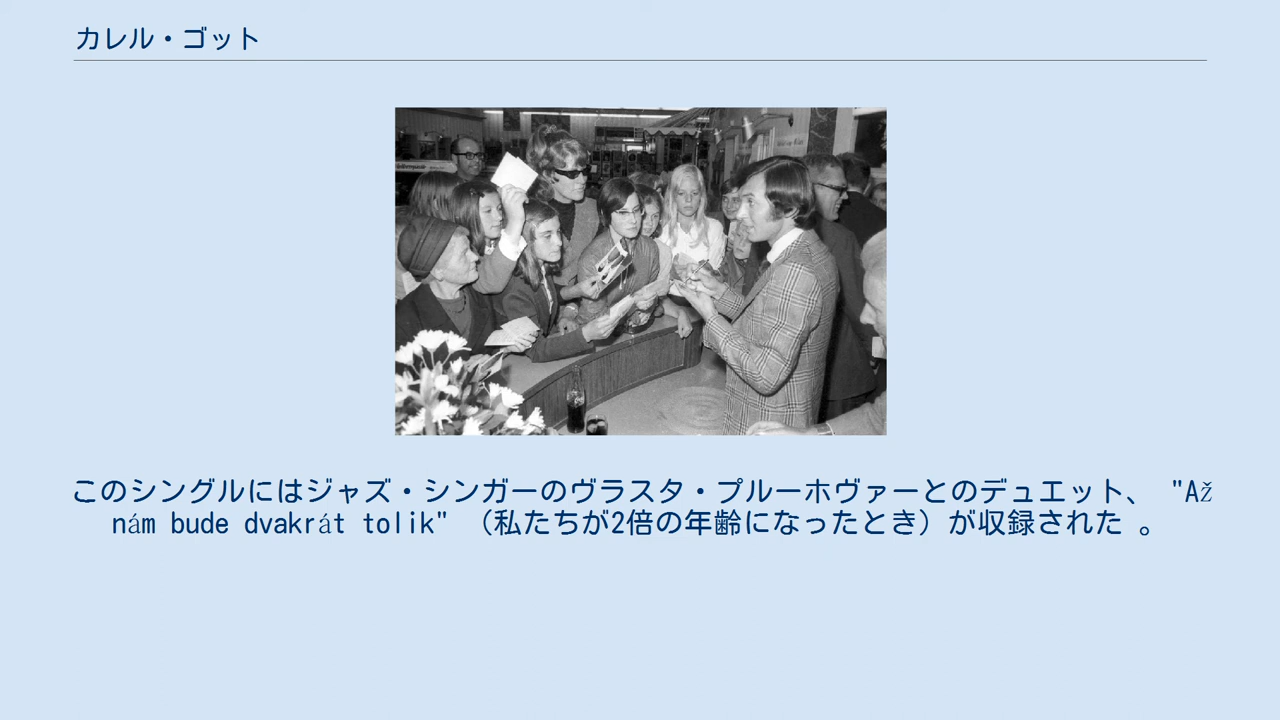 カレル・ゴット
このシングルにはジャズ・シンガーのヴラスタ・プルーホヴァーとのデュエット、 "Až
nám bude dvakrát tolik" （私たちが2倍の年齢になったとき）が収録された 。